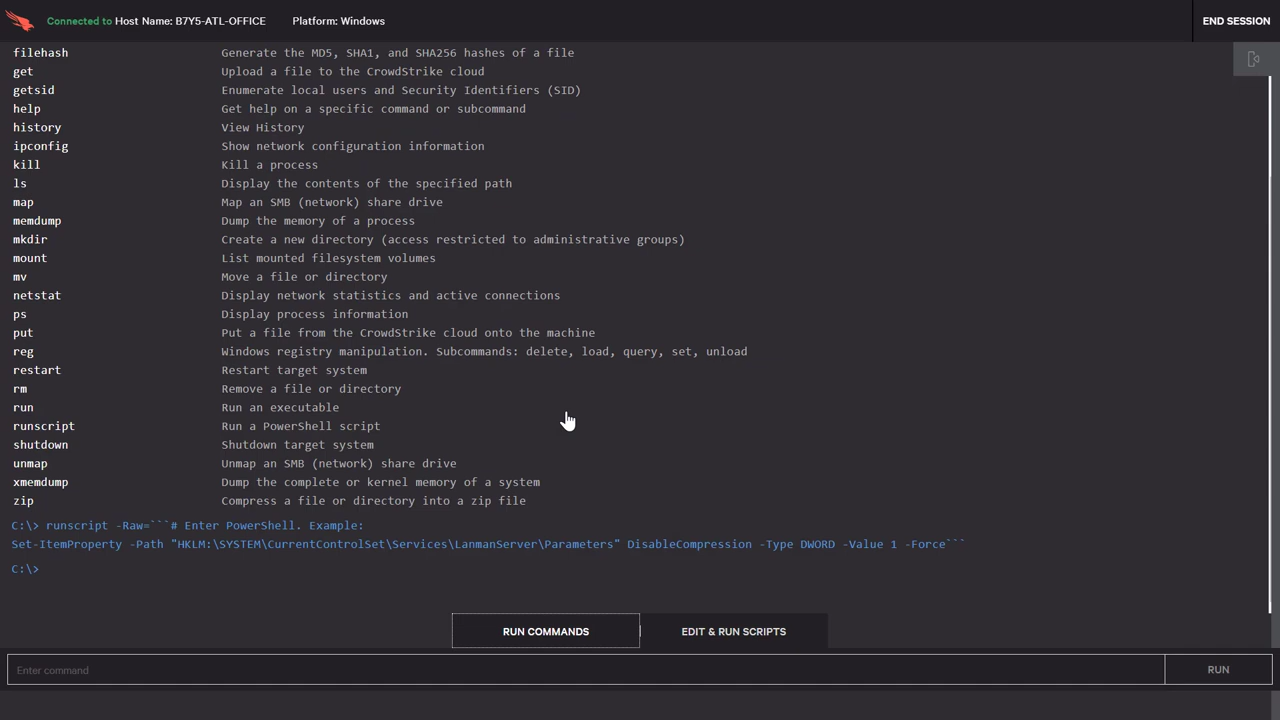 Connected to Host Name: B7Y5-ATL-OFFICE Platform: Windows END SESSION
filehash Generate the MD5, SHA1, and SHA256 hashes of a file
get Upload a file to the CrowdStrike cloud
getsid Enumerate local users and Security Identifiers (SID)
help Get help on a specific command or subcommand
history View History
ipconfig Show network configuration information
kill Kill a process
ls Display the contents of the specified path
map Map an SMB (network) share drive
memdump Dump the memory of a process
mkdir Create a new directory (access restricted to administrative groups)
mount List mounted filesystem volumes
mv Move a file or directory
netstat Display network statistics and active connections
ps Display process information
put Put a file from the CrowdStrike cloud onto the machine
reg Windows registry manipulation. Subcommands: delete, load, query, set, unload
restart Restart target system
rm Remove a file or directory
run Run an executable
runscript Run a PowerShell script
shutdown Shutdown target system
unmap Unmap an SMB (network) share drive
xmemdump Dump the complete or kernel memory of a system
zip Compress a file or directory into a zip file
C:\> runscript -Raw=```# Enter PowerShell. Example:
Set-ItemProperty -Path "HKLM:\SYSTEM\CurrentControlSet\Services\LanmanServer\Parameters" DisableCompression -Type DWORD -Value 1 -Force```
C:\>
RUN COMMANDS EDIT & RUN SCRIPTS
Enter command RUN